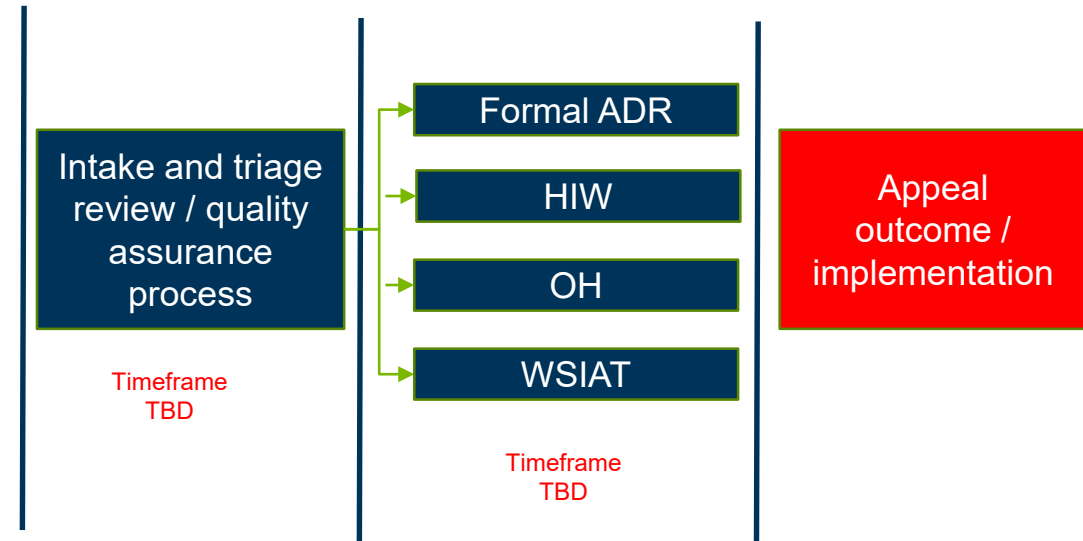 Intake and triage
review / quality
assurance
process
Timeframe
TBD
Formal ADR
HIW
OH
WSIAT
Timeframe
TBD
Appeal
outcome /
implementation